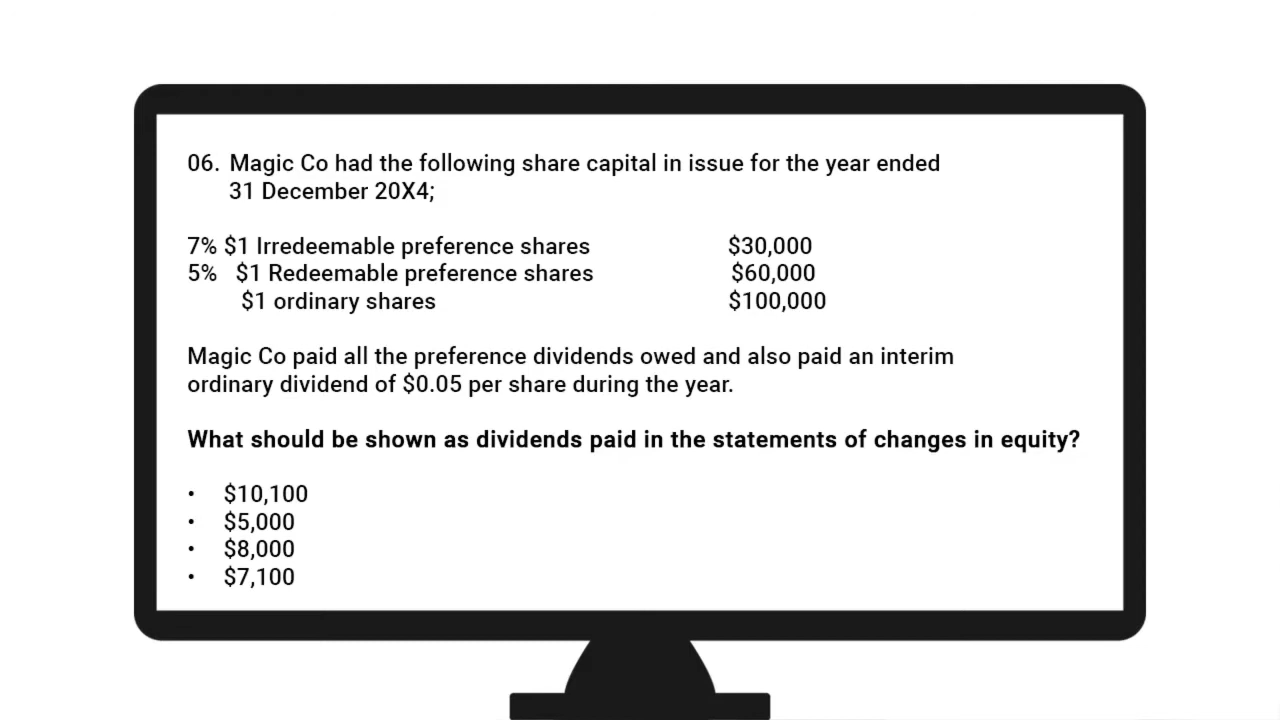 06. Magic Co had the following share capital in issue for the year ended
31 December 20X4;
7% $1 Irredeemable preference shares $30,000
5% $1 Redeemable preference shares $60,000
$1 ordinary shares $100,000
Magic Co paid all the preference dividends owed and also paid an interim
ordinary dividend of $0.05 per share during the year.
What should be shown as dividends paid in the statements of changes in equity?
• $10,100
• $5,000
• $8,000
• $7,100